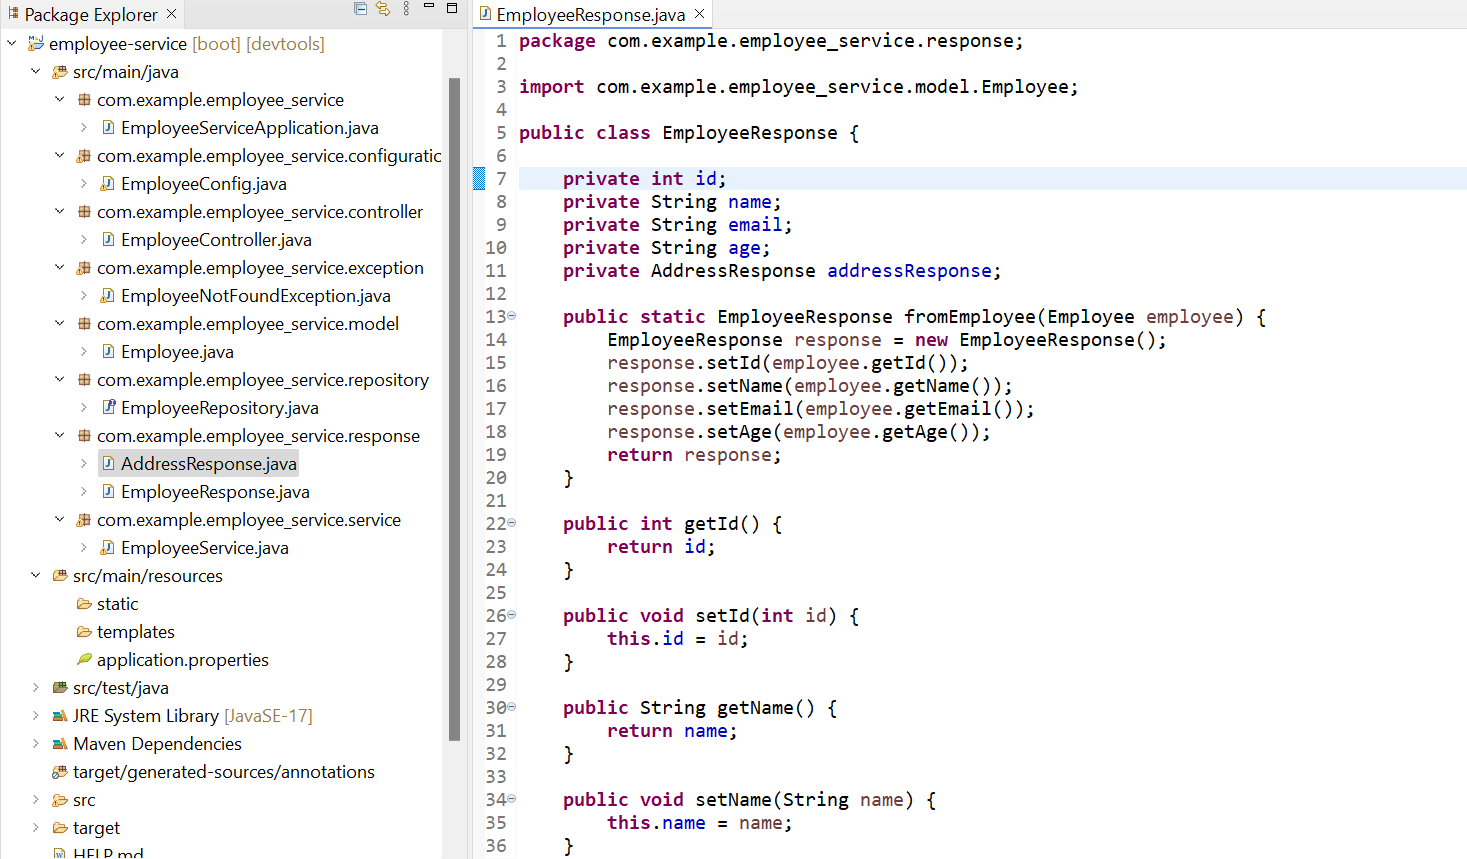 Package Explorer
employee-service [boot] [devtools]
src/main/java
com.example.employee_service
EmployeeServiceApplication.java
com.example.employee_service.configuratio
EmployeeConfig.java
com.example.employee_service.controller
EmployeeController.java
com.example.employee_service.exception
EmployeeNotFoundException.java
com.example.employee_service.model
Employee.java
com.example.employee_service.repository
EmployeeRepository.java
com.example.employee_service.response
AddressResponse.java
EmployeeResponse.java
com.example.employee_service.service
EmployeeService.java
src/main/resources
static
templates
application.properties
src/test/java
JRE System Library [JavaSE-17]
Maven Dependencies
target/generated-sources/annotations
src
target
HELP.md
EmployeeResponse.java
1 package com.example.employee_service.response;
2
3 import com.example.employee_service.model.Employee;
4
5 public class EmployeeResponse {
6
7 private int id;
8 private String name;
9 private String email;
10 private String age;
11 private AddressResponse addressResponse;
12
13 public static EmployeeResponse fromEmployee(Employee employee) {
14 EmployeeResponse response = new EmployeeResponse();
15 response.setId(employee.getId());
16 response.setName(employee.getName());
17 response.setEmail(employee.getEmail());
18 response.setAge(employee.getAge());
19 return response;
20 }
21
22 public int getId() {
23 return id;
24 }
25
26 public void setId(int id) {
27 this.id = id;
28 }
29
30 public String getName() {
31 return name;
32 }
33
34 public void setName(String name) {
35 this.name = name;
36 }